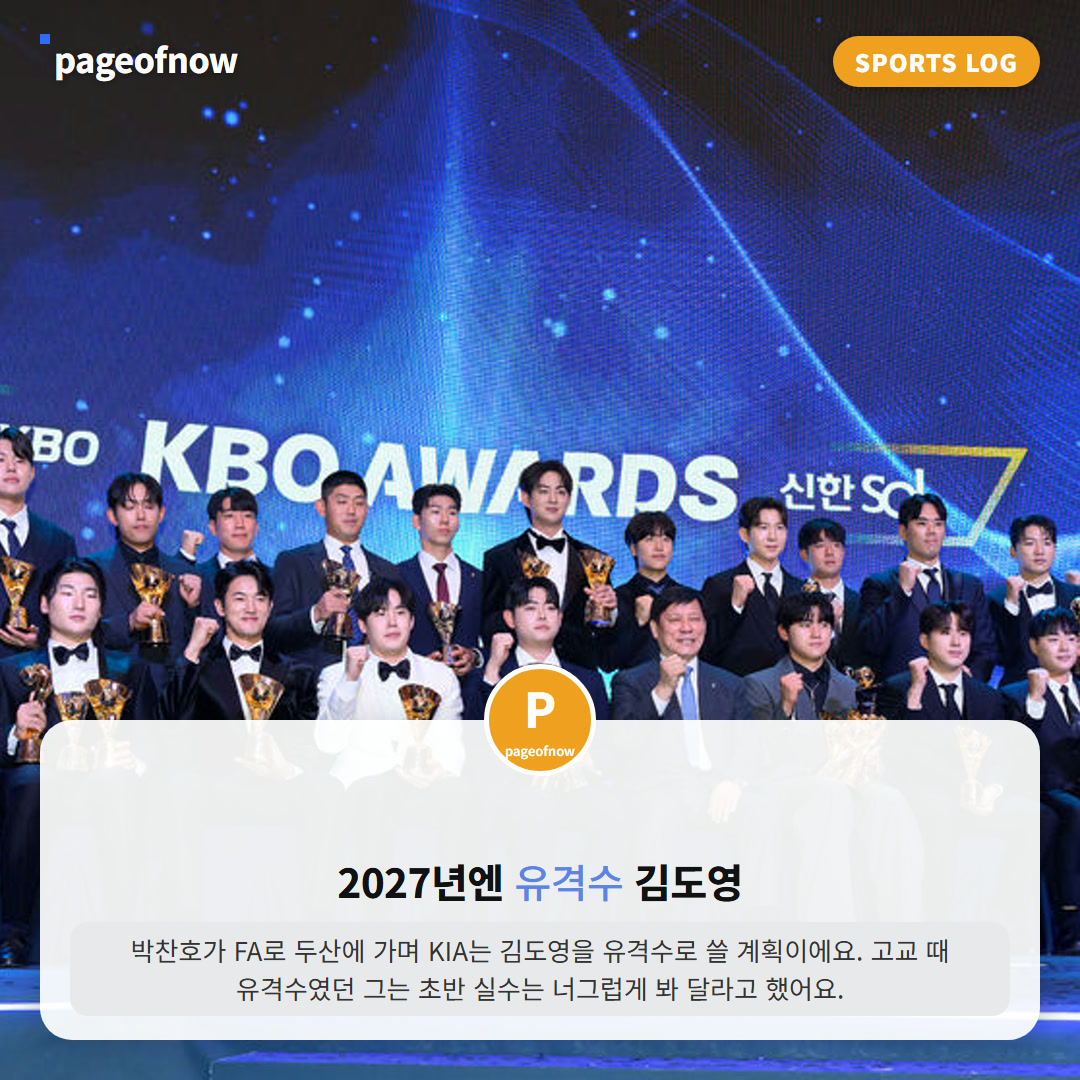 pageofnow
SPORTS LOG
KBO
KBO AWARDS
신한 Sol
P
pageofnow
2027년엔 유격수 김도영
박찬호가 FA로 두산에 가며 KIA는 김도영을 유격수로 쓸 계획이에요. 고교 때
유격수였던 그는 초반 실수는 너그럽게 봐 달라고 했어요.